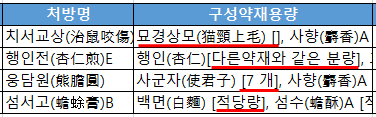 처방명 구성약재용량
치서교상(治鼠咬傷) 묘경상모(猫頸上毛) [], 사향(麝香)A
행인전(杏仁煎)E 행인(杏仁)[다른약재와 같은 분량],
웅담원(熊膽圓) 사군자(使君子) [7 개], 사향(麝香)A
섬서고(蟾蜍膏)B 백면(白麵) [적당량], 섬수(蟾酥)A [적